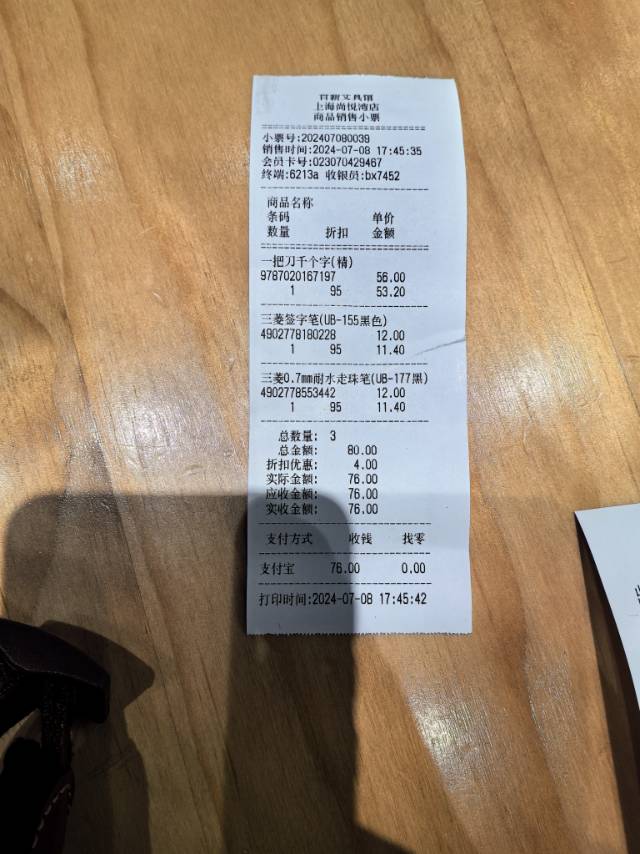 上海尚悦湾店
商品销售小票
小票号:202407080039
销售时间:2024-07-08 17:45:35
会员卡号:023070429467
终端:6213a 收银员:bx7452
商品名称
条码 单价
数量 折扣 金额
一把刀千个字(精)
9787020167197 56.00
1 95 53.20
三菱签字笔(UB-155黑色)
4902778180228 12.00
1 95 11.40
三菱0.7mm耐水走珠笔(UB-177黑)
4902778553442 12.00
1 95 11.40
总数量: 3
总金额: 80.00
折扣优惠: 4.00
实际金额: 76.00
应收金额: 76.00
实收金额: 76.00
支付方式 收钱 找零
支付宝 76.00 0.00
打印时间:2024-07-08 17:45:42